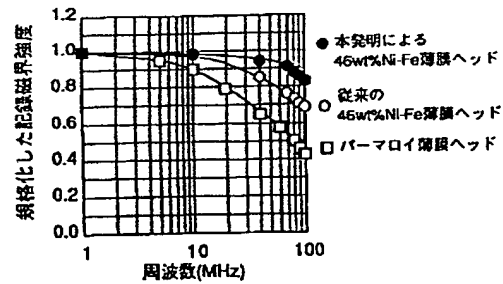 規格化した記録磁界強度
1.2
1.0
0.8
0.6
0.4
0.2
0.0
1
10
100
周波数(MHz)
本発明による
46wt%Ni-Fe薄膜ヘッド
従来の
46wt%Ni-Fe薄膜ヘッド
パーマロイ薄膜ヘッド